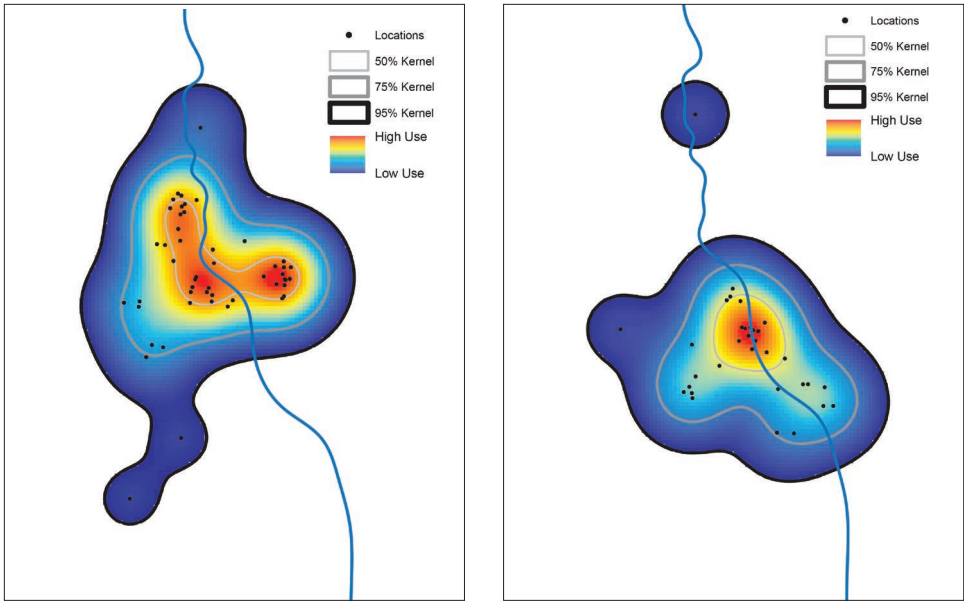 Locations
50% Kernel
75% Kernel
95% Kernel
High Use
Low Use
Locations
50% Kernel
75% Kernel
95% Kernel
High Use
Low Use